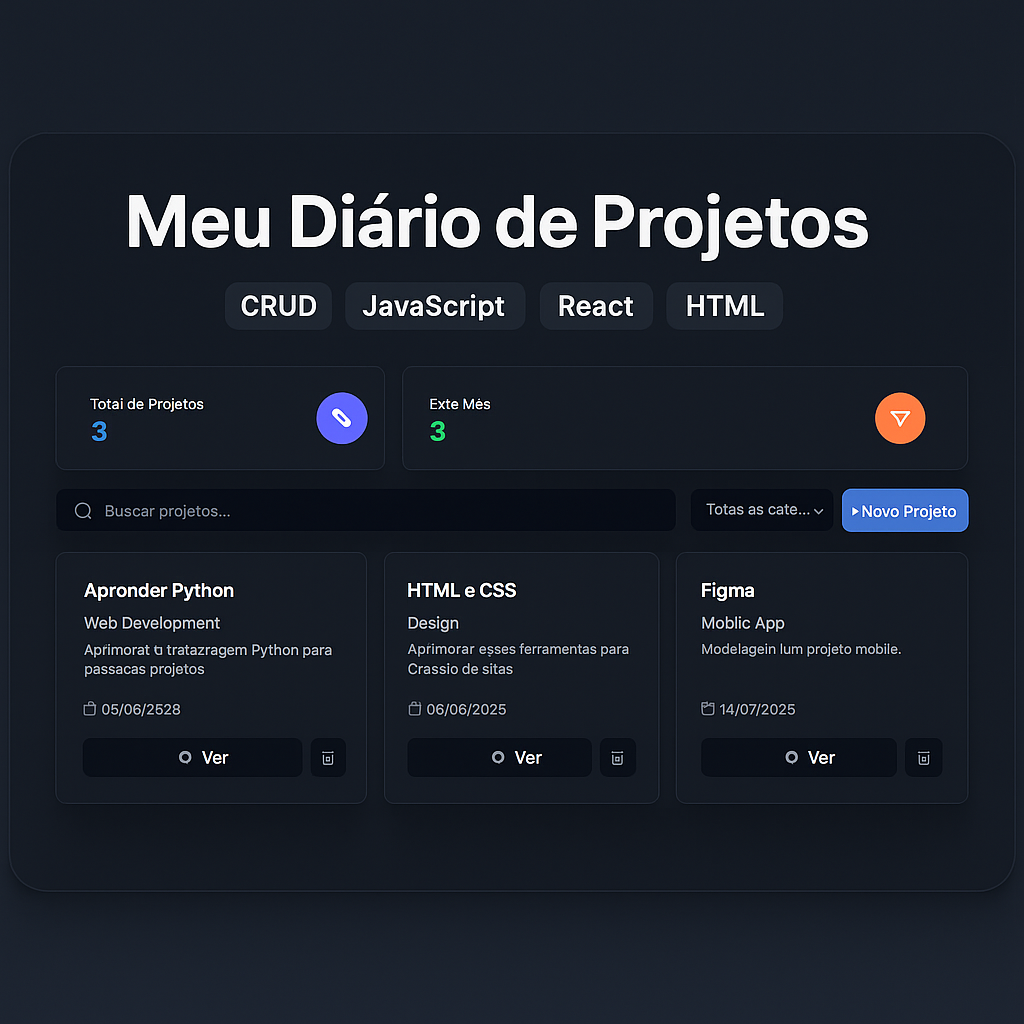 Meu Diário de Projetos
CRUD JavaScript React HTML
Totai de Projetos
3
Exte Mês
3
Buscar projetos...
Totas as cate...
Novo Projeto
Apronder Python
Web Development
Aprimorat u tratazragem Python para
passacas projetos
05/06/2528
Ver
HTML e CSS
Design
Aprimorar esses ferramentas para
Crassio de sitas
06/06/2025
Ver
Figma
Moblic App
Modelagein lum projeto mobile.
14/07/2025
Ver